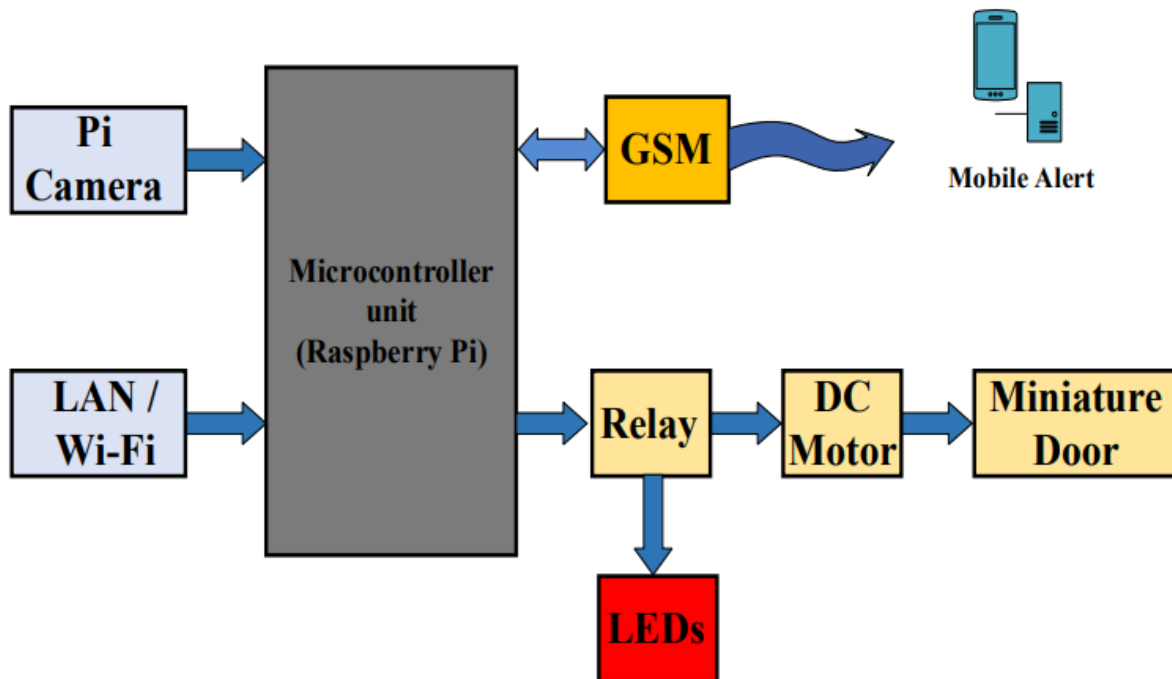 Pi
Camera
LAN /
Wi-Fi
Microcontroller
unit
(Raspberry Pi)
GSM
Mobile Alert
Relay
DC
Motor
Miniature
Door
LEDs